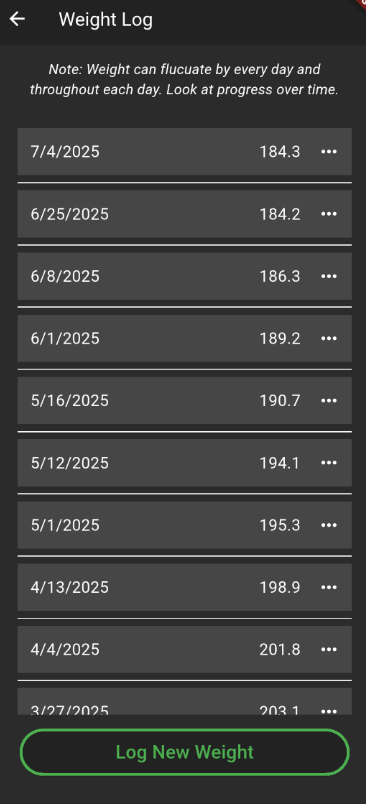 Weight Log
Note: Weight can flucuate by every day and
throughout each day. Look at progress over time.
7/4/2025 184.3
6/25/2025 184.2
6/8/2025 186.3
6/1/2025 189.2
5/16/2025 190.7
5/12/2025 194.1
5/1/2025 195.3
4/13/2025 198.9
4/4/2025 201.8
3/27/2025 203.1
Log New Weight